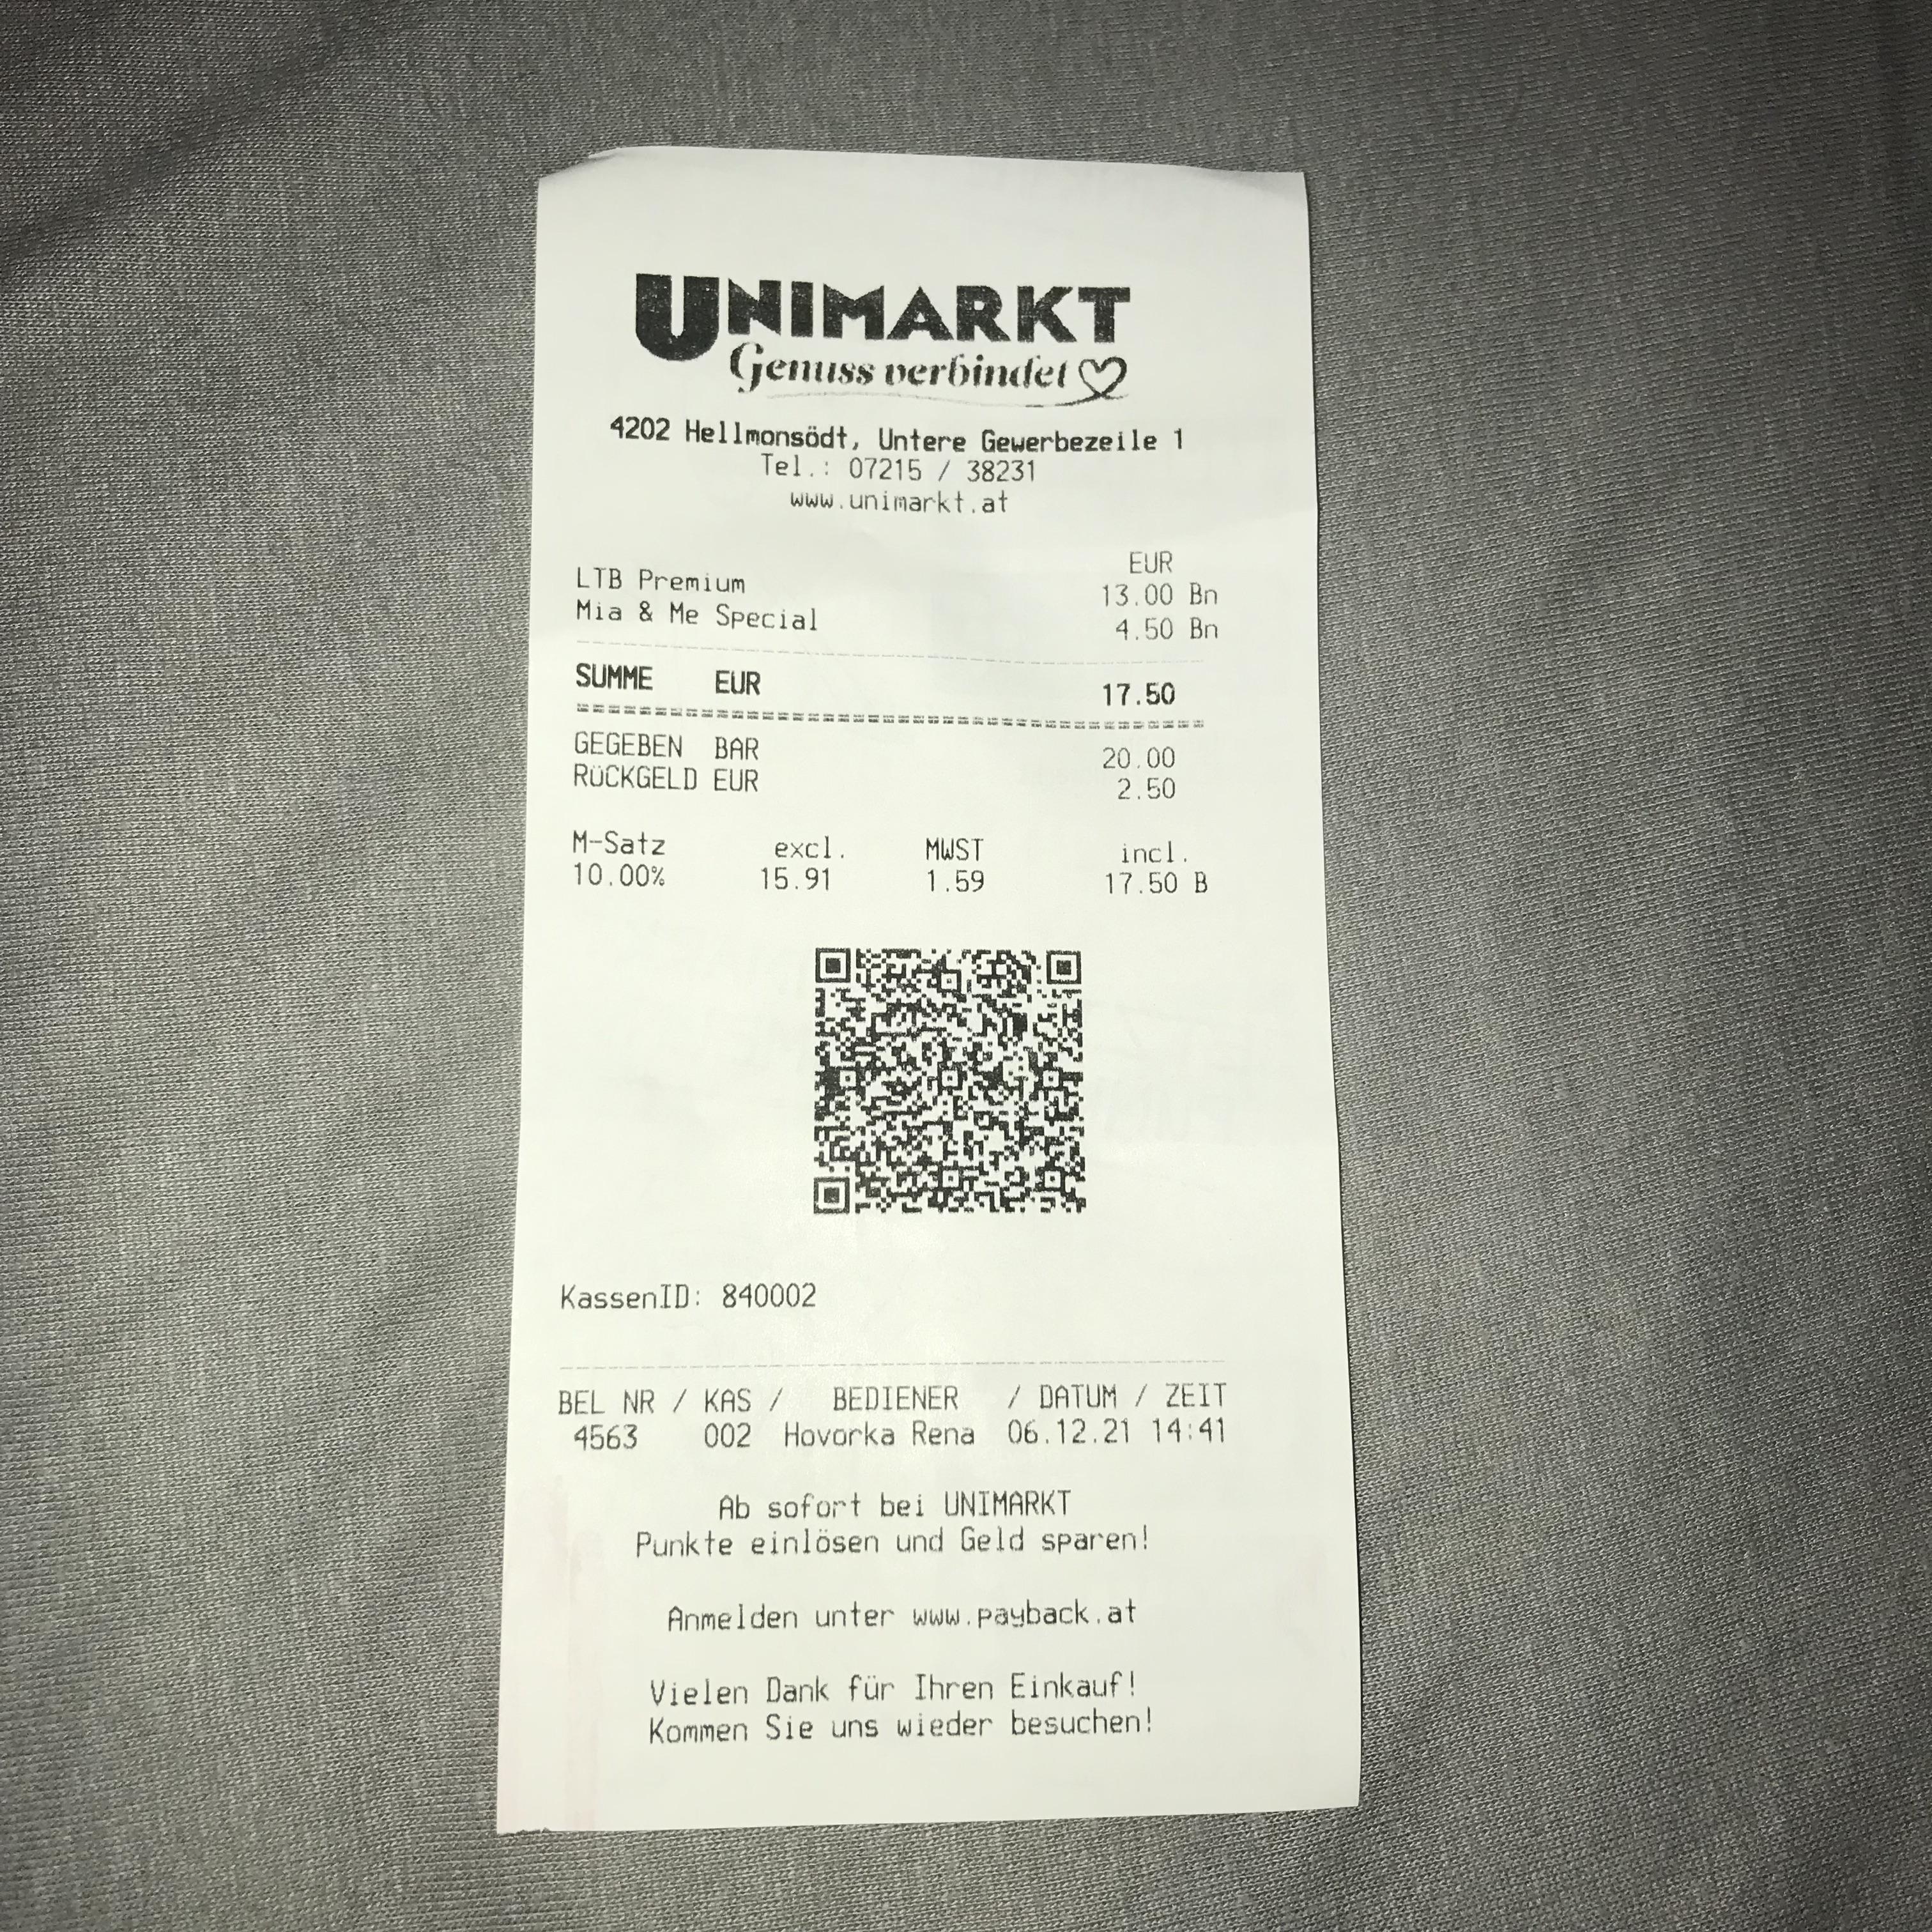 UNIMARKT
Genuss verbindet
4202 Hellmonsödt, Untere Gewerbezeile 1
Tel.: 07215 / 38231
www.unimarkt.at
EUR
LTB Premium 13.00 Bn
Mia & Me Special 4.50 Bn
SUMME EUR 17.50
GEGEBEN BAR 20.00
RÜCKGELD EUR 2.50
M-Satz excl. MWST incl.
10.00% 15.91 1.59 17.50 B
KassenID: 840002
BEL NR / KAS / BEDIENER / DATUM / ZEIT
4563 002 Hovorka Rena 06.12.21 14:41
Ab sofort bei UNIMARKT
Punkte einlösen und Geld sparen!
Anmelden unter www.payback.at
Vielen Dank für Ihren Einkauf!
Kommen Sie uns wieder besuchen!